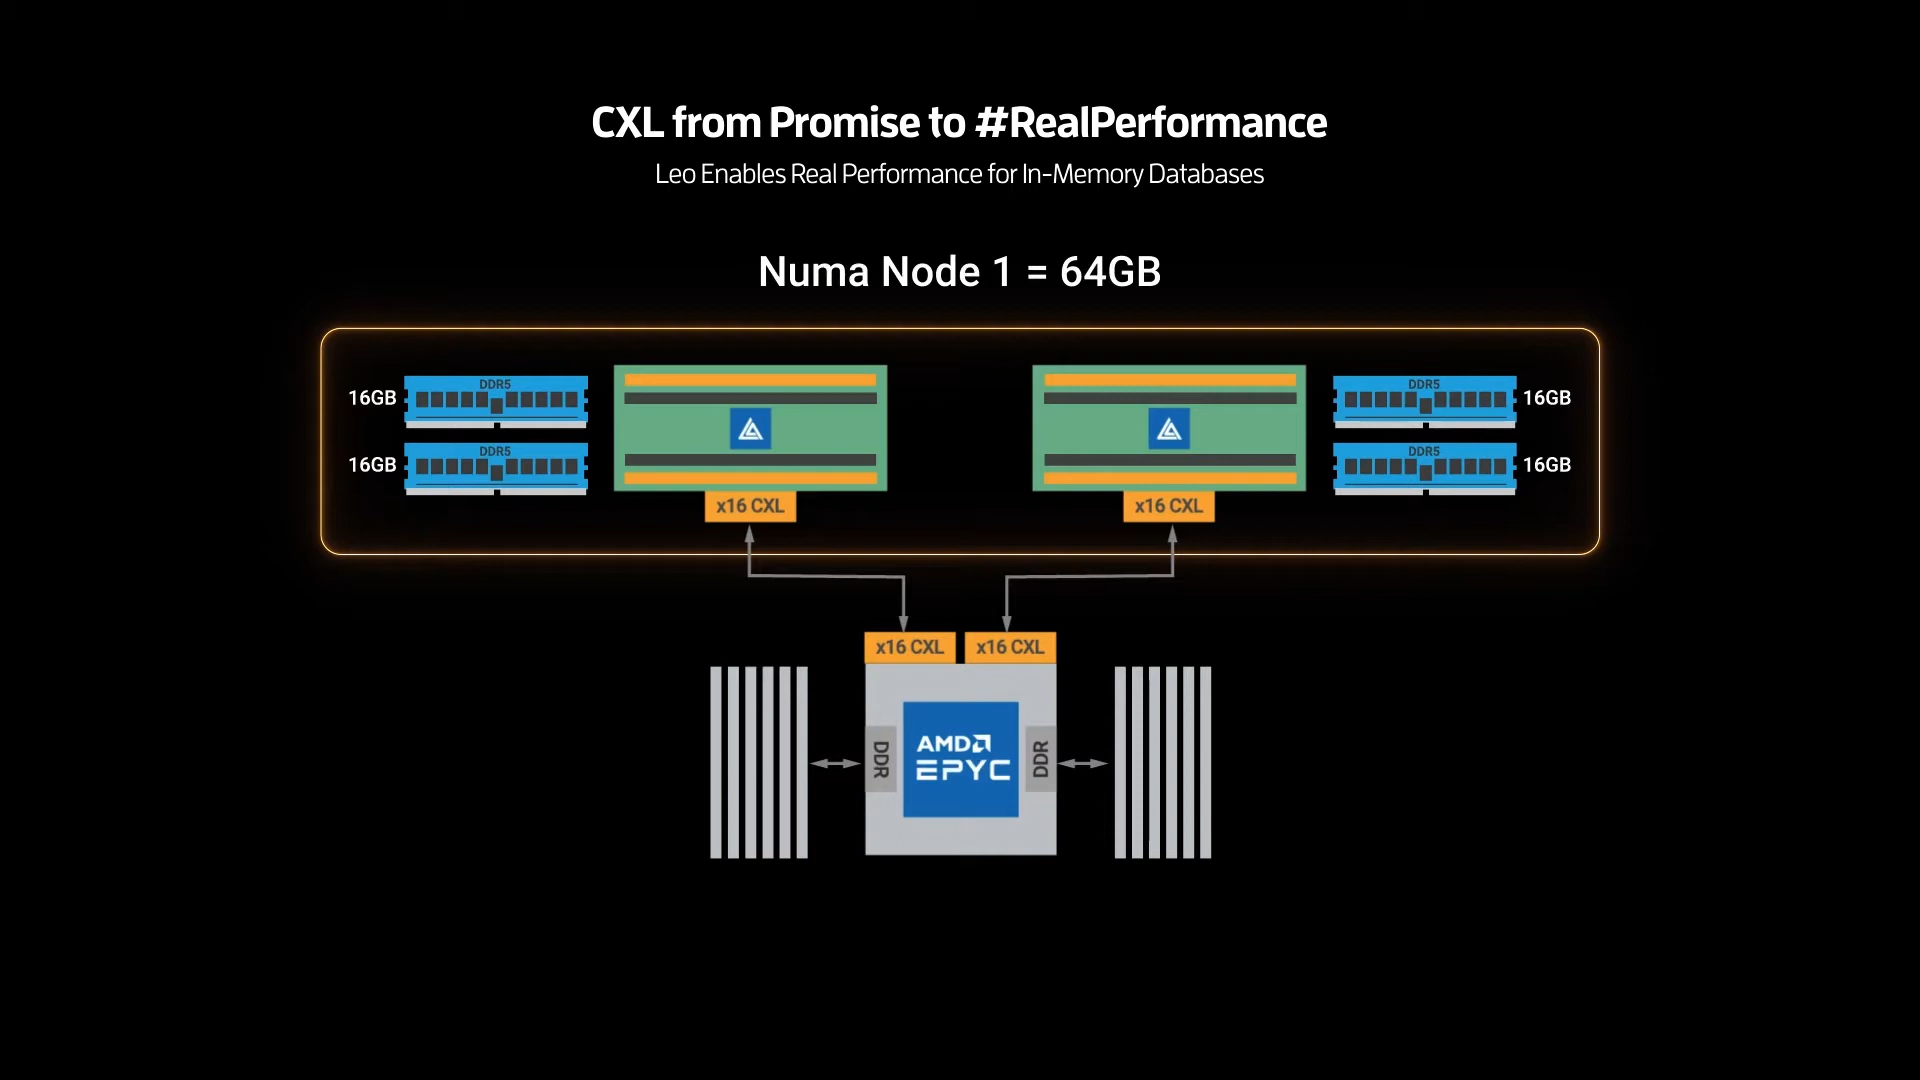 CXL from Promise to #RealPerformance
Leo Enables Real Performance for In-Memory Databases
Numa Node 1 = 64GB
16GB
DDR5
16GB
DDR5
x16 CXL
DDR5
16GB
DDR5
16GB
x16 CXL
x16 CXL
x16 CXL
DDR
AMD
EPYC
DDR